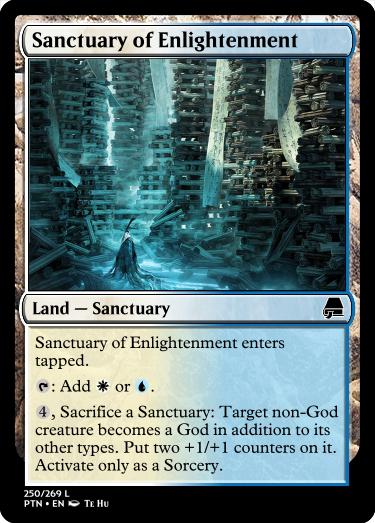 Sanctuary of Enlightenment
Land — Sanctuary
Sanctuary of Enlightenment enters
tapped.
: Add or .
4, Sacrifice a Sanctuary: Target non-God
creature becomes a God in addition to its
other types. Put two +1/+1 counters on it.
Activate only as a Sorcery.
250/269 L
PTN • EN Te Hu